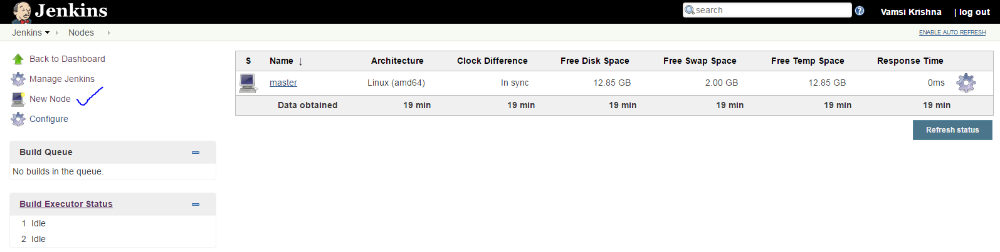 Jenkins
search
Vamsi Krishna | log out
Jenkins Nodes
ENABLE AUTO REFRESH
Back to Dashboard
Manage Jenkins
New Node
Configure
Build Queue
No builds in the queue.
Build Executor Status
1 Idle
2 Idle
S Name ↓ Architecture Clock Difference Free Disk Space Free Swap Space Free Temp Space Response Time
master Linux (amd64) In sync 12.85 GB 2.00 GB 12.85 GB 0ms
Data obtained 19 min 19 min 19 min 19 min 19 min 19 min
Refresh status